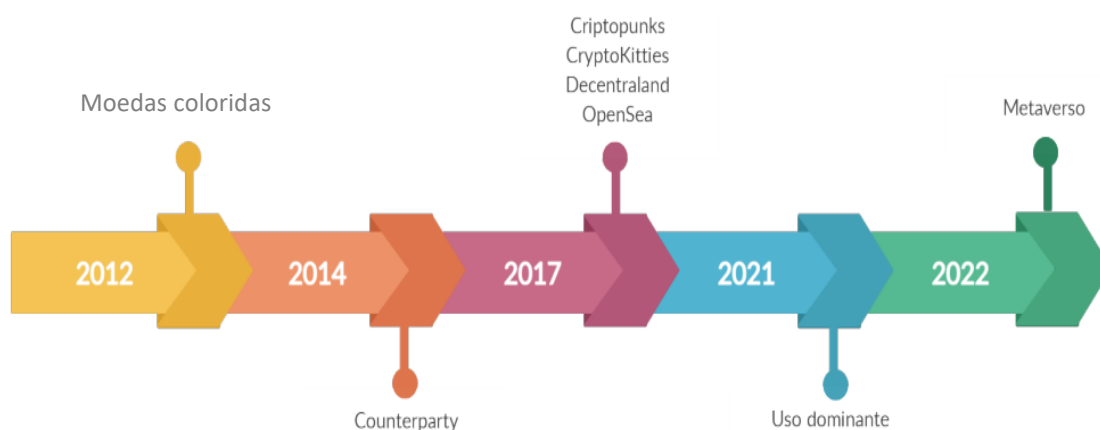 Criptopunks
CryptoKitties
Decentraland
OpenSea
Moedas coloridas
Metaverso
2012
2014
2017
2021
2022
Counterparty
Uso dominante